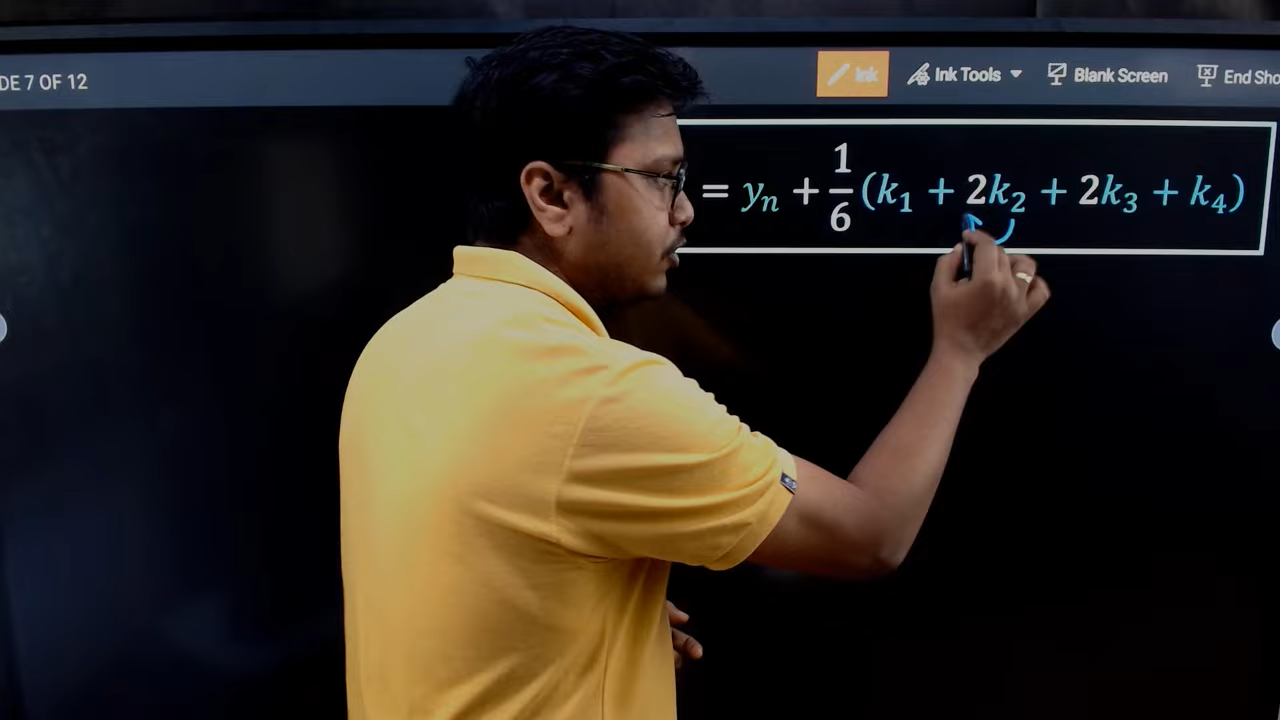 DE 7 OF 12
Ink
Ink Tools
Blank Screen
End Sho
= yₙ + 1/6 (k₁ + 2k₂ + 2k₃ + k₄)